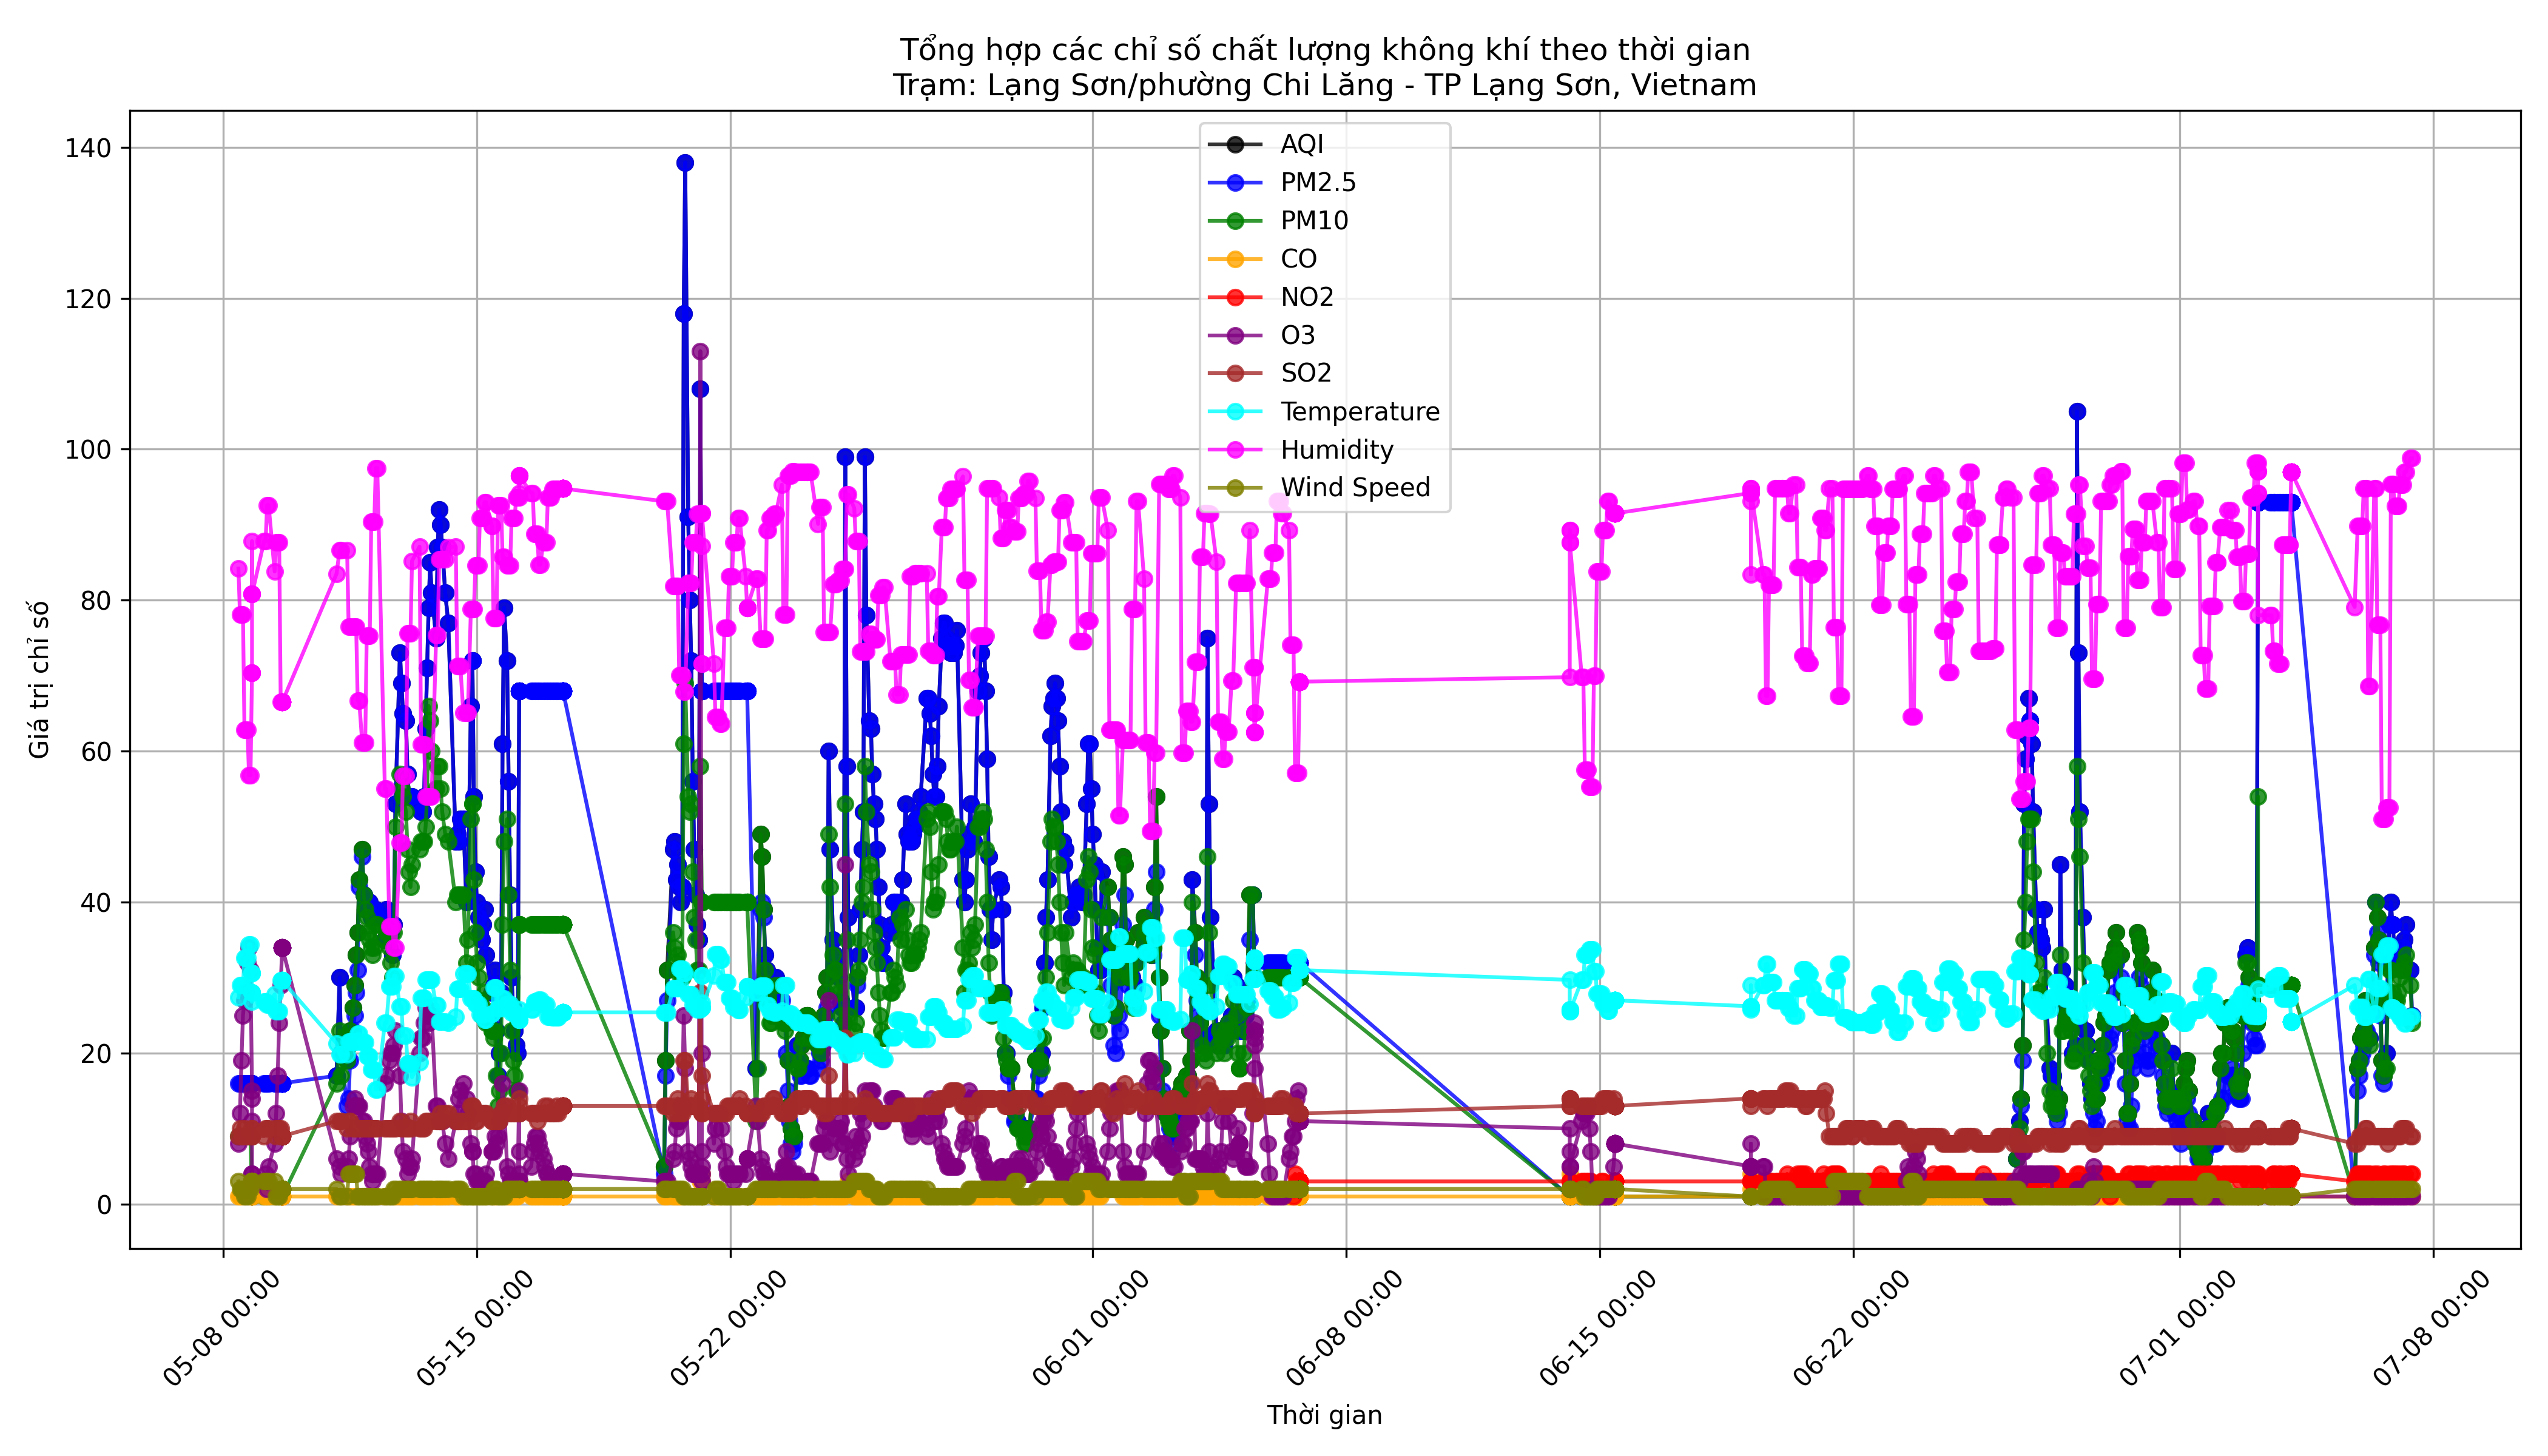 Tổng hợp các chỉ số chất lượng không khí theo thời gian
Trạm: Lạng Sơn/phường Chi Lăng - TP Lạng Sơn, Vietnam
AQI
PM2.5
PM10
CO
NO2
O3
SO2
Temperature
Humidity
Wind Speed
Giá trị chỉ số
140
120
100
80
60
40
20
0
05-08 00:00
05-15 00:00
05-22 00:00
06-01 00:00
06-08 00:00
06-15 00:00
06-22 00:00
07-01 00:00
07-08 00:00
Thời gian